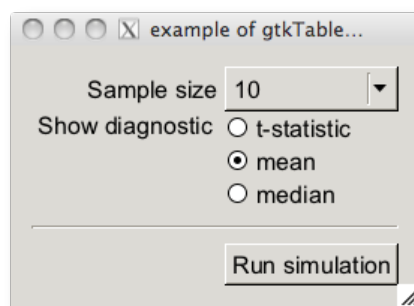 example of gtkTable...
Sample size 10
Show diagnostic t-statistic
mean
median
Run simulation